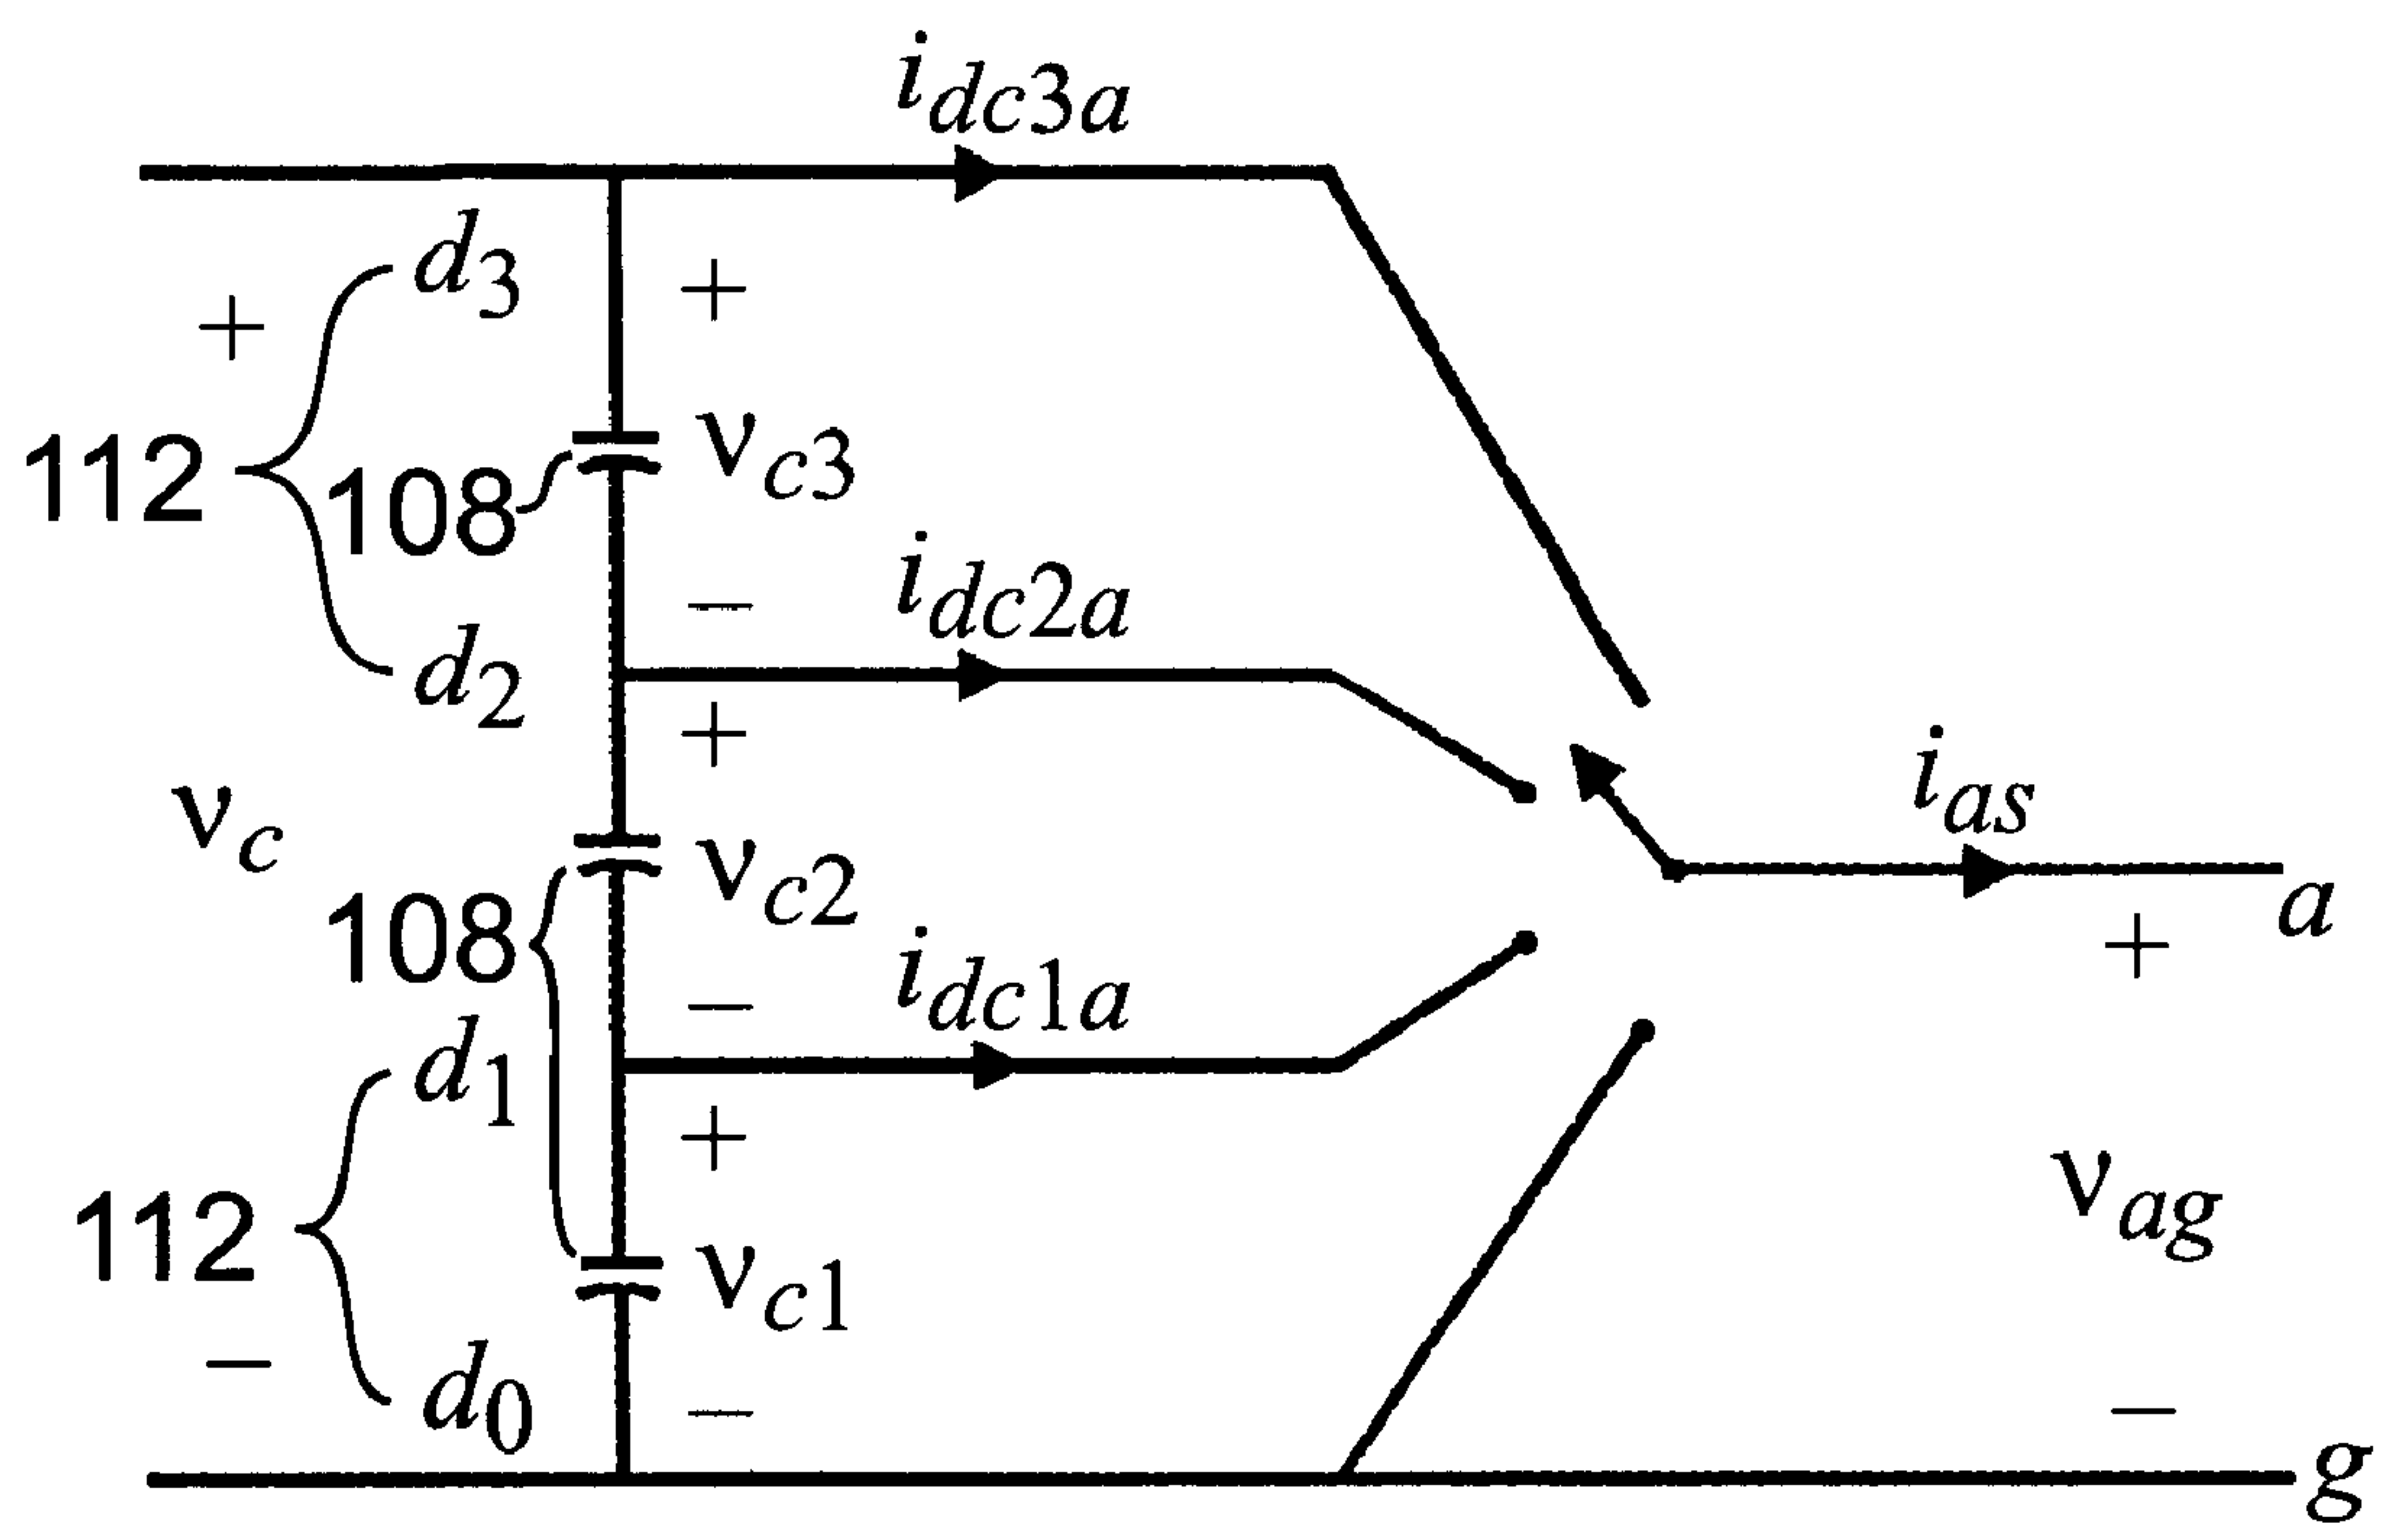 idc3a
d3
+
+
112
108
vc3
−
idc2a
d2
+
ias
vc
vc2
a
108
+
−
idc1a
d1
+
vag
112
vc1
−
d0
−
−
g